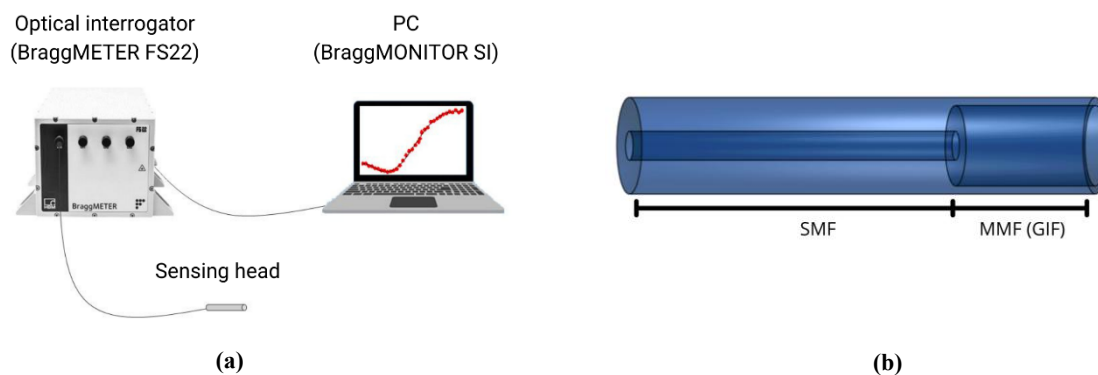 Optical interrogator
(BraggMETER FS22)
PC
(BraggMONITOR SI)
BraggMETER
Sensing head
(a)
SMF
MMF (GIF)
(b)